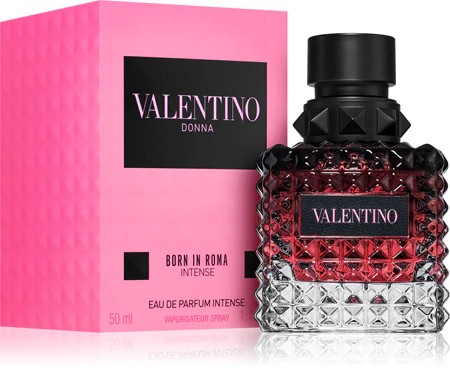 VALENTINO
DONNA
BORN IN ROMA
INTENSE
EAU DE PARFUM INTENSE
VAPORISATEUR SPRAY
50 ml
VALENTINO